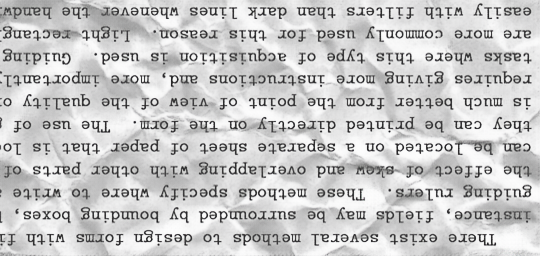 There exist several methods to design forms with fi
instance, fields may be surrounded by bounding boxes,
guiding rulers. These methods specify where to write
the effect of skew and overlapping with other parts of
can be located on a separate sheet of paper that is loc
they can be printed directly on the form. The use of
is much better from the point of view of the quality o
requires giving more instructions and, more importantl
tasks where this type of acquisition is used. Guiding
are more commonly used for this reason. Light rectang
easily with filters than dark lines whenever the handw